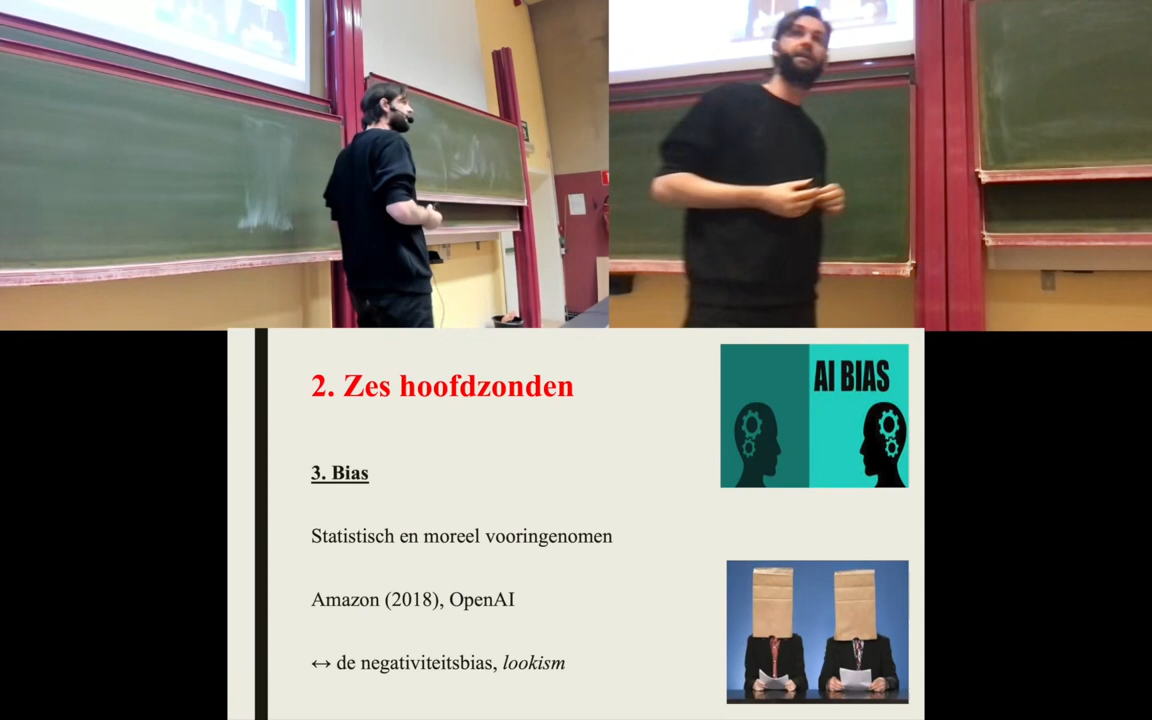 2. Zes hoofdzonden
AI BIAS
3. Bias
Statistisch en moreel vooringenomen
Amazon (2018), OpenAI
↔ de negativiteitsbias, lookism